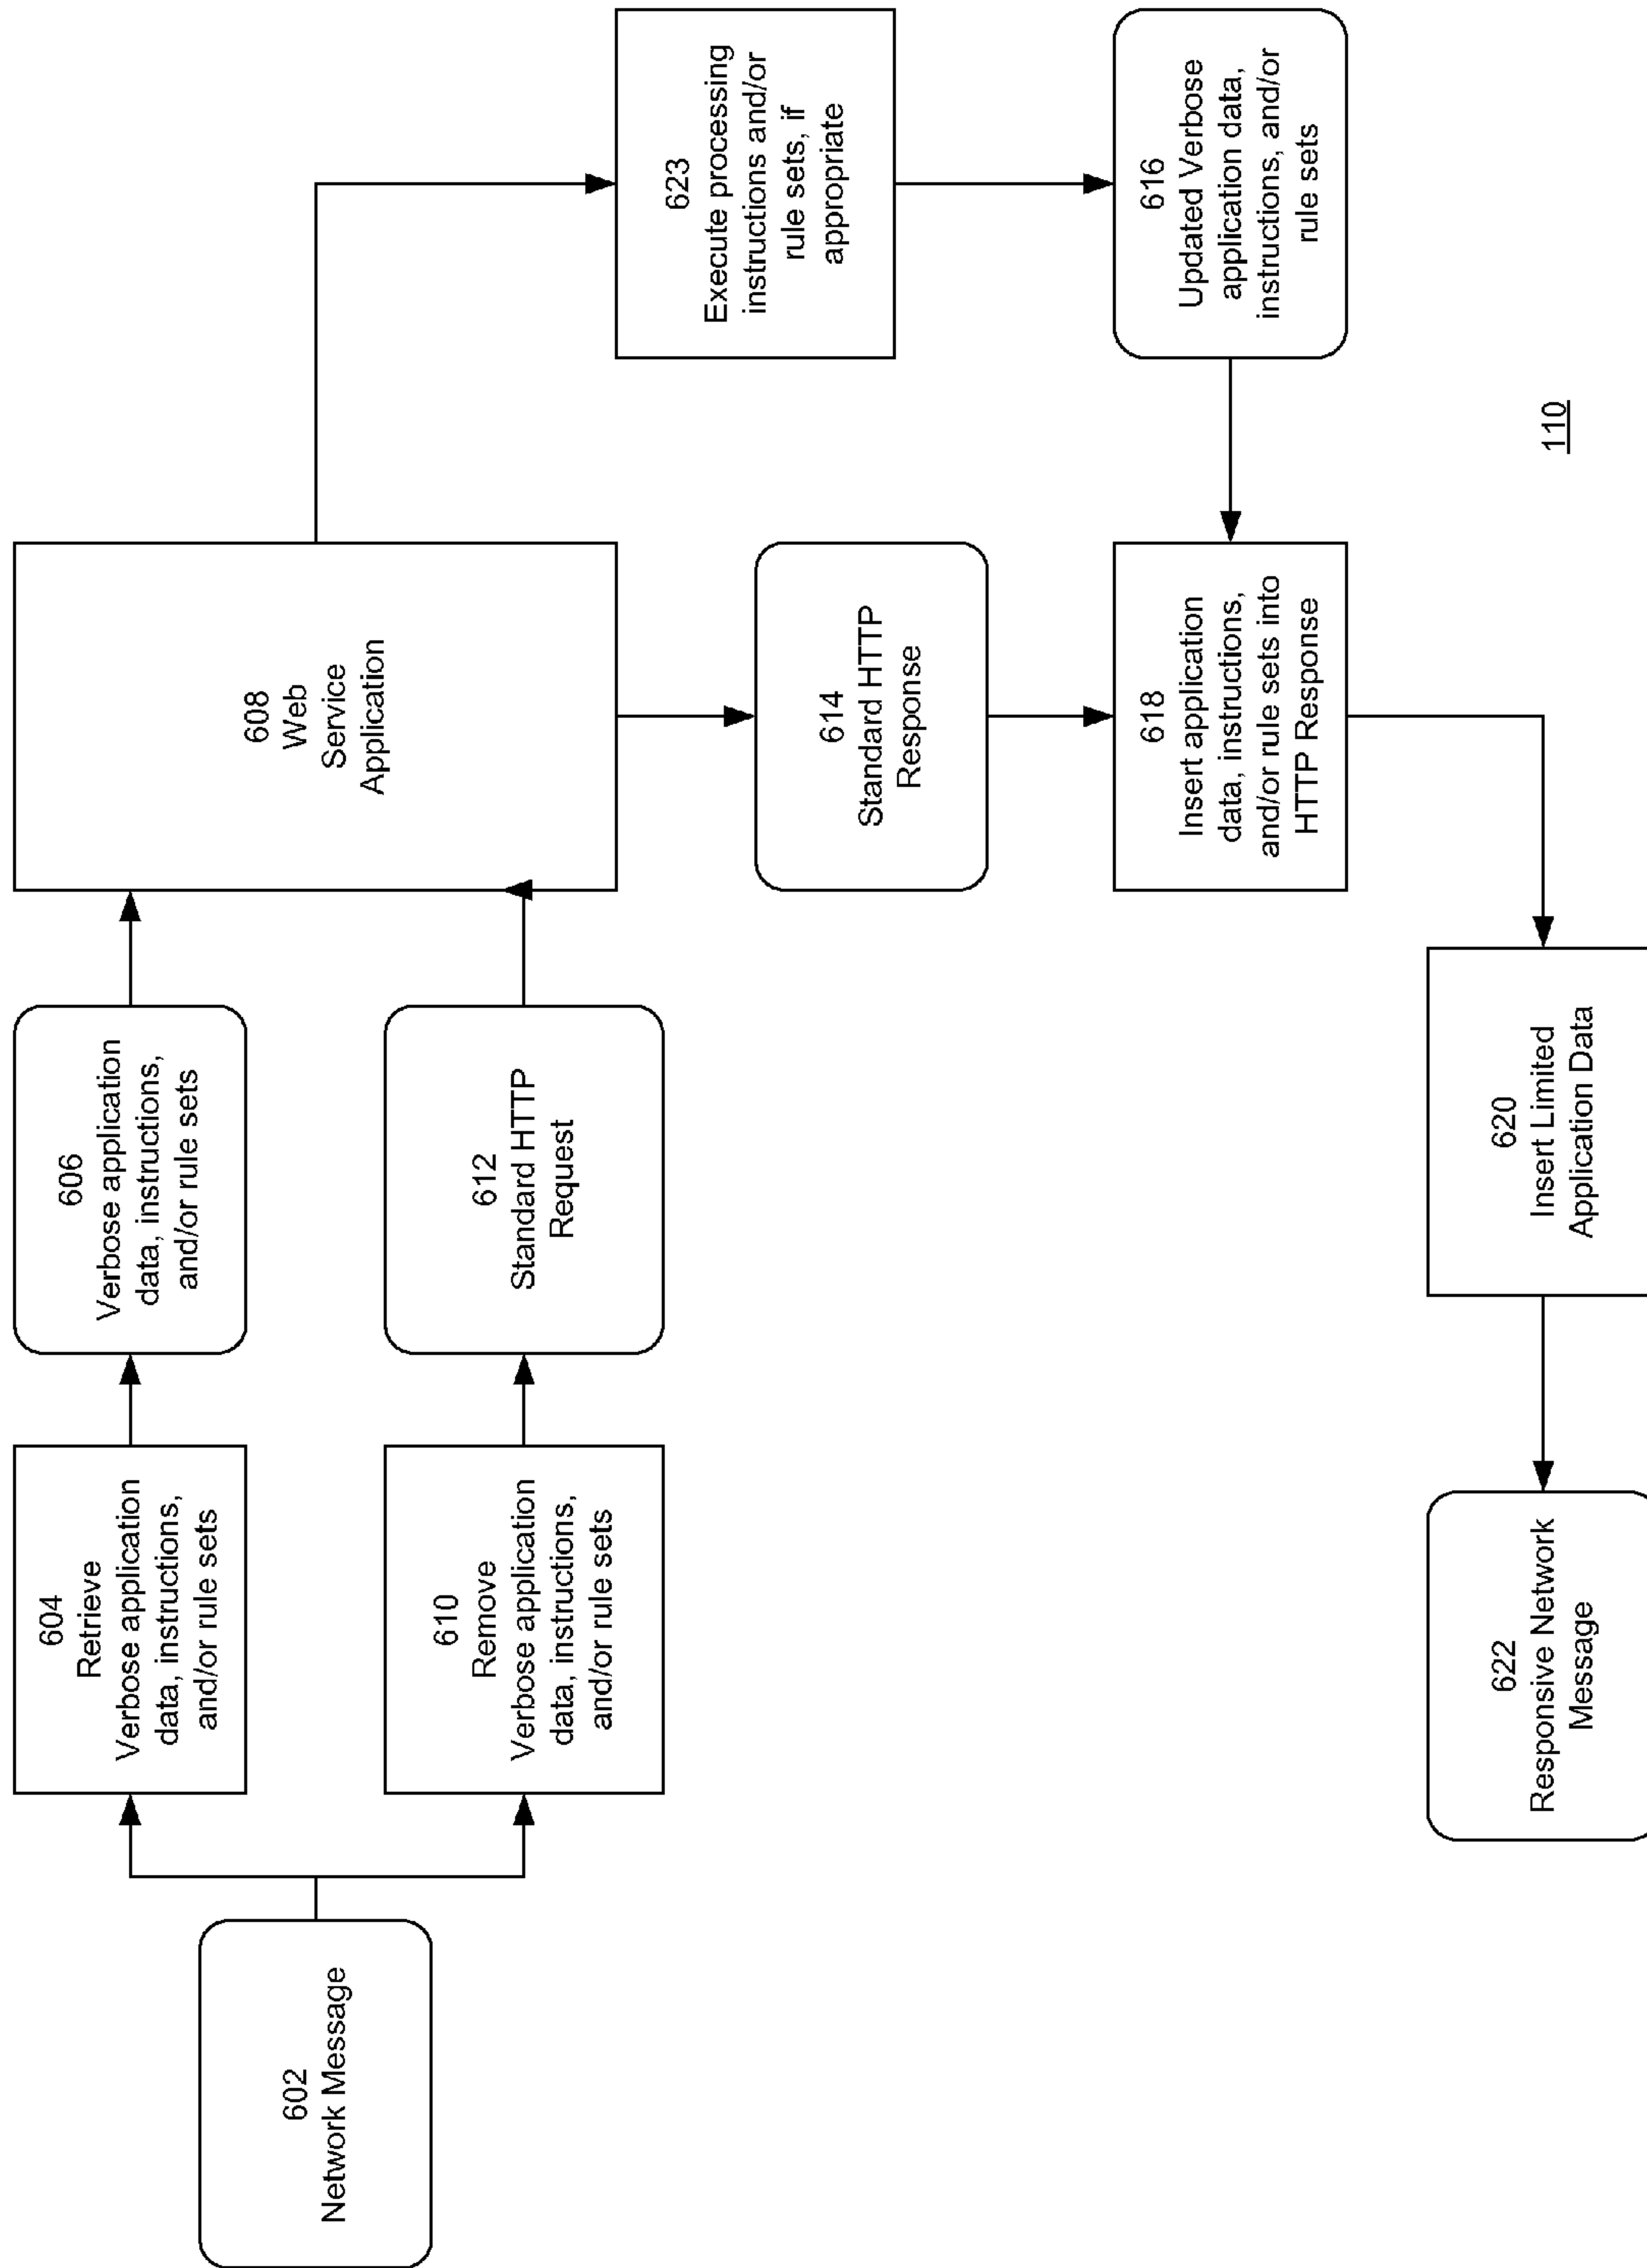 602
Network Message
604
Retrieve
Verbose application
data, instructions,
and/or rule sets
606
Verbose application
data, instructions,
and/or rule sets
608
Web
Service
Application
610
Remove
Verbose application
data, instructions,
and/or rule sets
612
Standard HTTP
Request
623
Execute processing
instructions and/or
rule sets, if
appropriate
614
Standard HTTP
Response
616
Updated Verbose
application data,
instructions, and/or
rule sets
618
Insert application
data, instructions,
and/or rule sets into
HTTP Response
620
Insert Limited
Application Data
622
Responsive Network
Message
110